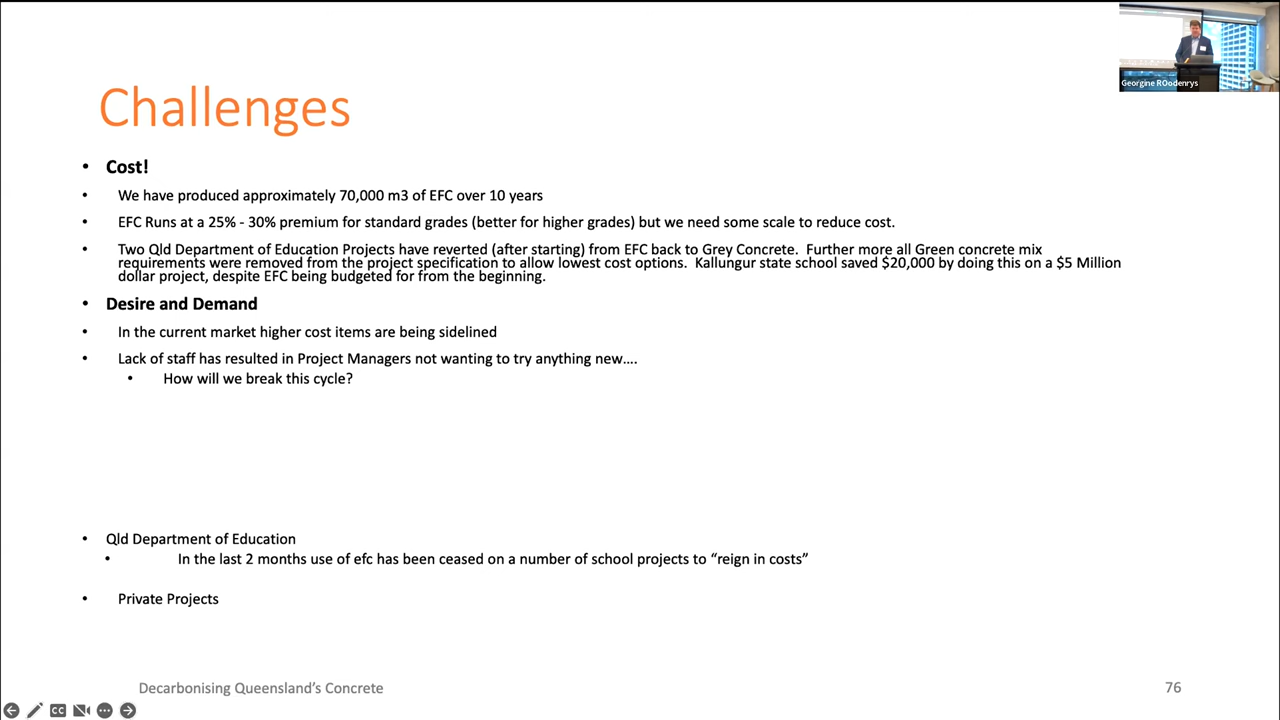 Georgine ROodenrys
Challenges
• Cost!
• We have produced approximately 70,000 m3 of EFC over 10 years
• EFC Runs at a 25% - 30% premium for standard grades (better for higher grades) but we need some scale to reduce cost.
• Two Qld Department of Education Projects have reverted (after starting) from EFC back to Grey Concrete. Further more all Green concrete mix
requirements were removed from the project specification to allow lowest cost options. Kallungur state school saved $20,000 by doing this on a $5 Million
dollar project, despite EFC being budgeted for from the beginning.
• Desire and Demand
• In the current market higher cost items are being sidelined
• Lack of staff has resulted in Project Managers not wanting to try anything new….
• How will we break this cycle?
• Qld Department of Education
• In the last 2 months use of efc has been ceased on a number of school projects to “reign in costs”
• Private Projects
Decarbonising Queensland’s Concrete
76
CC